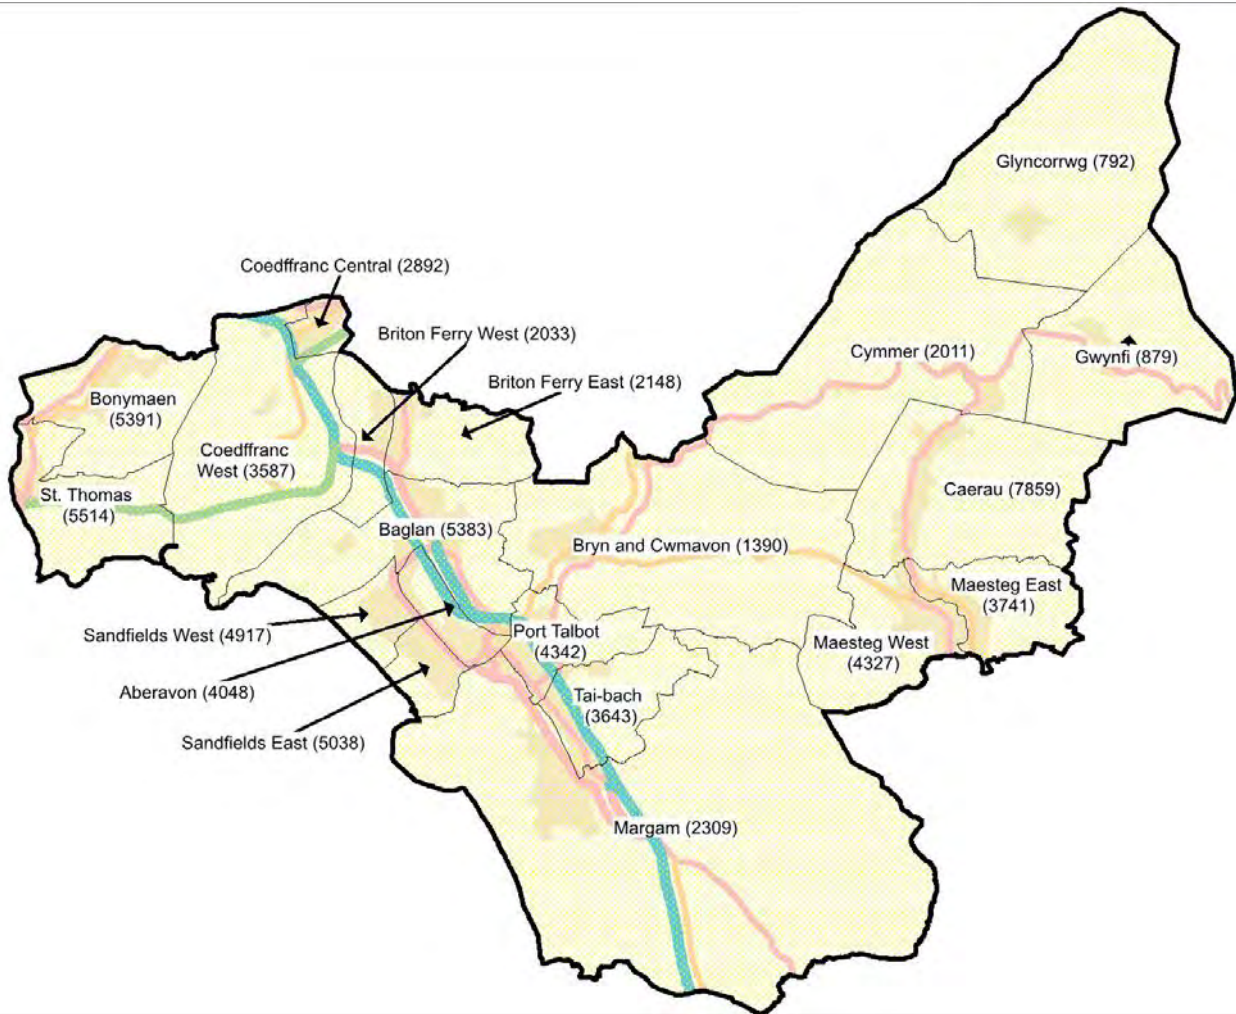 Glyncorrwg (792)
Coedffranc Central (2892)
Briton Ferry West (2033)
Cymmer (2011)
Gwynfi (879)
Briton Ferry East (2148)
Bonymaen
(5391)
Coedffranc
West (3587)
St. Thomas
(5514)
Caerau (7859)
Baglan (5383)
Bryn and Cwmavon (1390)
Maesteg East
(3741)
Sandfields West (4917)
Port Talbot
(4342)
Maesteg West
(4327)
Aberavon (4048)
Tai-bach
(3643)
Sandfields East (5038)
Margam (2309)